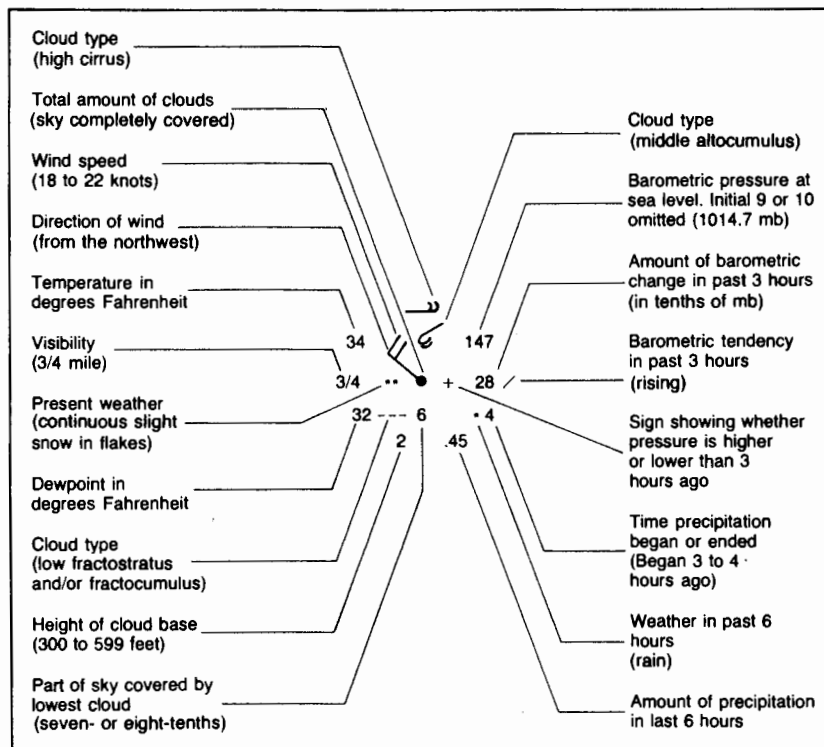 Cloud type
(high cirrus)
Total amount of clouds
(sky completely covered)
Wind speed
(18 to 22 knots)
Direction of wind
(from the northwest)
Temperature in
degrees Fahrenheit
Visibility
(3/4 mile)
Present weather
(continuous slight
snow in flakes)
Dewpoint in
degrees Fahrenheit
Cloud type
(low fractostratus
and/or fractocumulus)
Height of cloud base
(300 to 599 feet)
Part of sky covered by
lowest cloud
(seven- or eight-tenths)
34 147
3/4 •• + 28
32 --- 6 • 4
2 .45
Cloud type
(middle altocumulus)
Barometric pressure at
sea level. Initial 9 or 10
omitted (1014.7 mb)
Amount of barometric
change in past 3 hours
(in tenths of mb)
Barometric tendency
in past 3 hours
(rising)
Sign showing whether
pressure is higher
or lower than 3
hours ago
Time precipitation
began or ended
(Began 3 to 4
hours ago)
Weather in past 6
hours
(rain)
Amount of precipitation
in last 6 hours